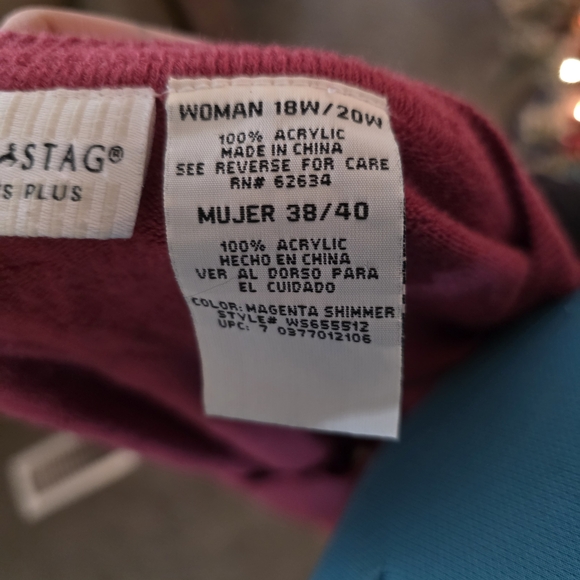 STAG®
PLUS
WOMAN 18W/20W
100% ACRYLIC
MADE IN CHINA
SEE REVERSE FOR CARE
RN# 62634
MUJER 38/40
100% ACRYLIC
HECHO EN CHINA
VER AL DORSO PARA
EL CUIDADO
COLOR: MAGENTA SHIMMER
STYLE# WS655512
UPC: 7 0377012106